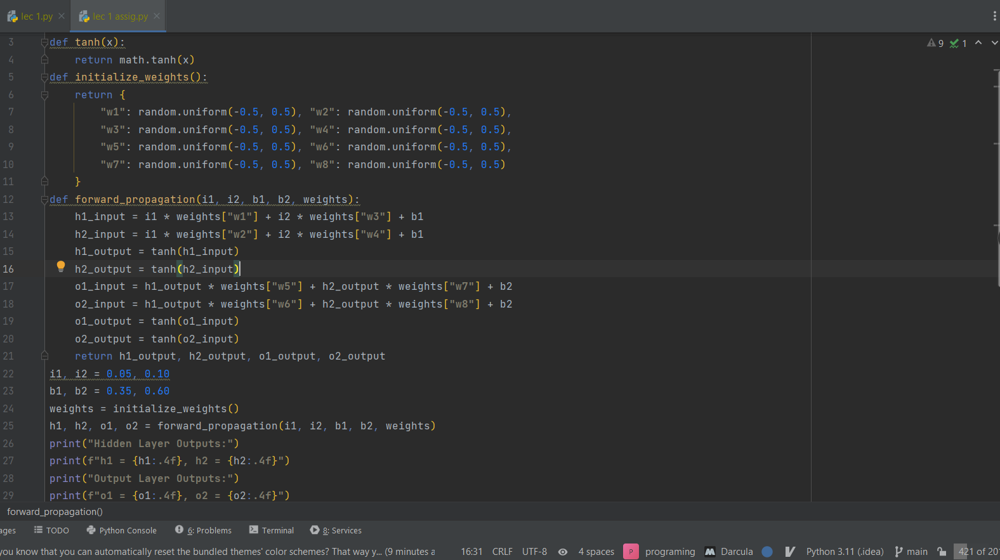 lec 1.py
lec 1 assig.py
9 1
3 def tanh(x):
4     return math.tanh(x)
5 def initialize_weights():
6     return {
7         "w1": random.uniform(-0.5, 0.5), "w2": random.uniform(-0.5, 0.5),
8         "w3": random.uniform(-0.5, 0.5), "w4": random.uniform(-0.5, 0.5),
9         "w5": random.uniform(-0.5, 0.5), "w6": random.uniform(-0.5, 0.5),
10         "w7": random.uniform(-0.5, 0.5), "w8": random.uniform(-0.5, 0.5)
11     }
12 def forward_propagation(i1, i2, b1, b2, weights):
13     h1_input = i1 * weights["w1"] + i2 * weights["w3"] + b1
14     h2_input = i1 * weights["w2"] + i2 * weights["w4"] + b1
15     h1_output = tanh(h1_input)
16     h2_output = tanh(h2_input)
17     o1_input = h1_output * weights["w5"] + h2_output * weights["w7"] + b2
18     o2_input = h1_output * weights["w6"] + h2_output * weights["w8"] + b2
19     o1_output = tanh(o1_input)
20     o2_output = tanh(o2_input)
21     return h1_output, h2_output, o1_output, o2_output
22 i1, i2 = 0.05, 0.10
23 b1, b2 = 0.35, 0.60
24 weights = initialize_weights()
25 h1, h2, o1, o2 = forward_propagation(i1, i2, b1, b2, weights)
26 print("Hidden Layer Outputs:")
27 print(f"h1 = {h1:.4f}, h2 = {h2:.4f}")
28 print("Output Layer Outputs:")
29 print(f"o1 = {o1:.4f}, o2 = {o2:.4f}")
forward_propagation()
ages TODO Python Console 6: Problems Terminal 8: Services
you know that you can automatically reset the bundled themes' color schemes? That way y... (9 minutes a 16:31 CRLF UTF-8 4 spaces P programing Darcula Python 3.11 (.idea) main 421 of 201